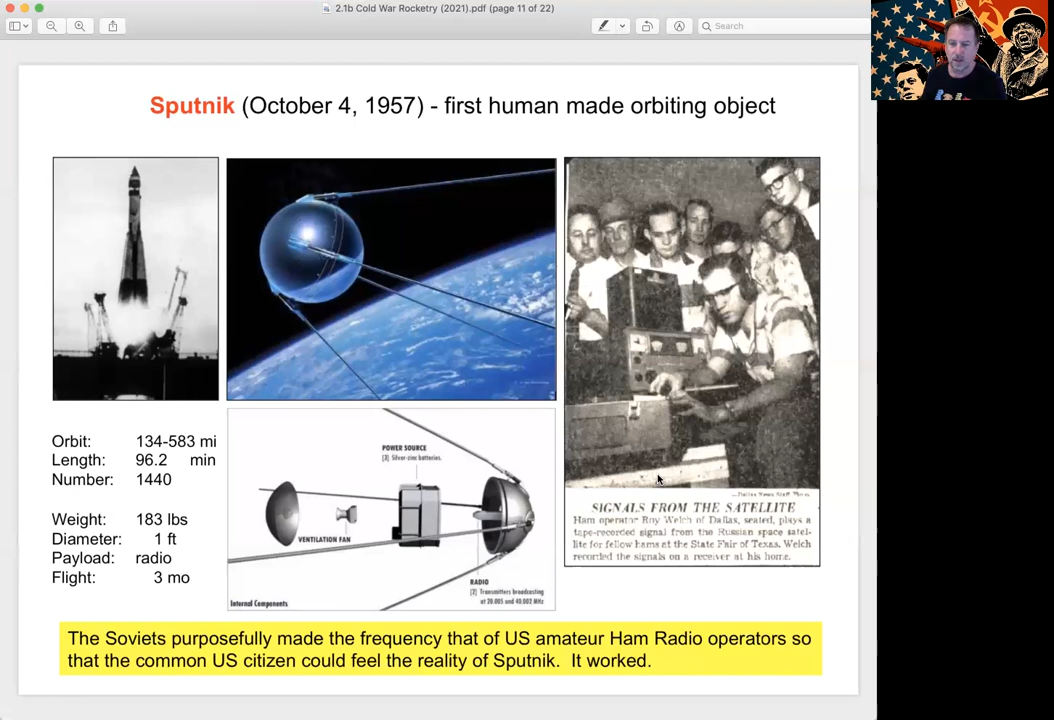 2.1b Cold War Rocketry (2021).pdf (page 11 of 22)
Search
Sputnik (October 4, 1957) - first human made orbiting object
Orbit: 134-583 mi
Length: 96.2 min
Number: 1440
Weight: 183 lbs
Diameter: 1 ft
Payload: radio
Flight: 3 mo
POWER SOURCE
[3] Silver-zinc batteries.
VENTILATION FAN
RADIO
[2] Transmitters broadcasting
at 20.005 and 40.002 MHz
Internal Components
—Dallas News Staff Photo.
SIGNALS FROM THE SATELLITE
Ham operator Roy Welch of Dallas, seated, plays a
tape-recorded signal from the Russian space satel-
lite for fellow hams at the State Fair of Texas. Welch
recorded the signals on a receiver at his home.
The Soviets purposefully made the frequency that of US amateur Ham Radio operators so
that the common US citizen could feel the reality of Sputnik. It worked.